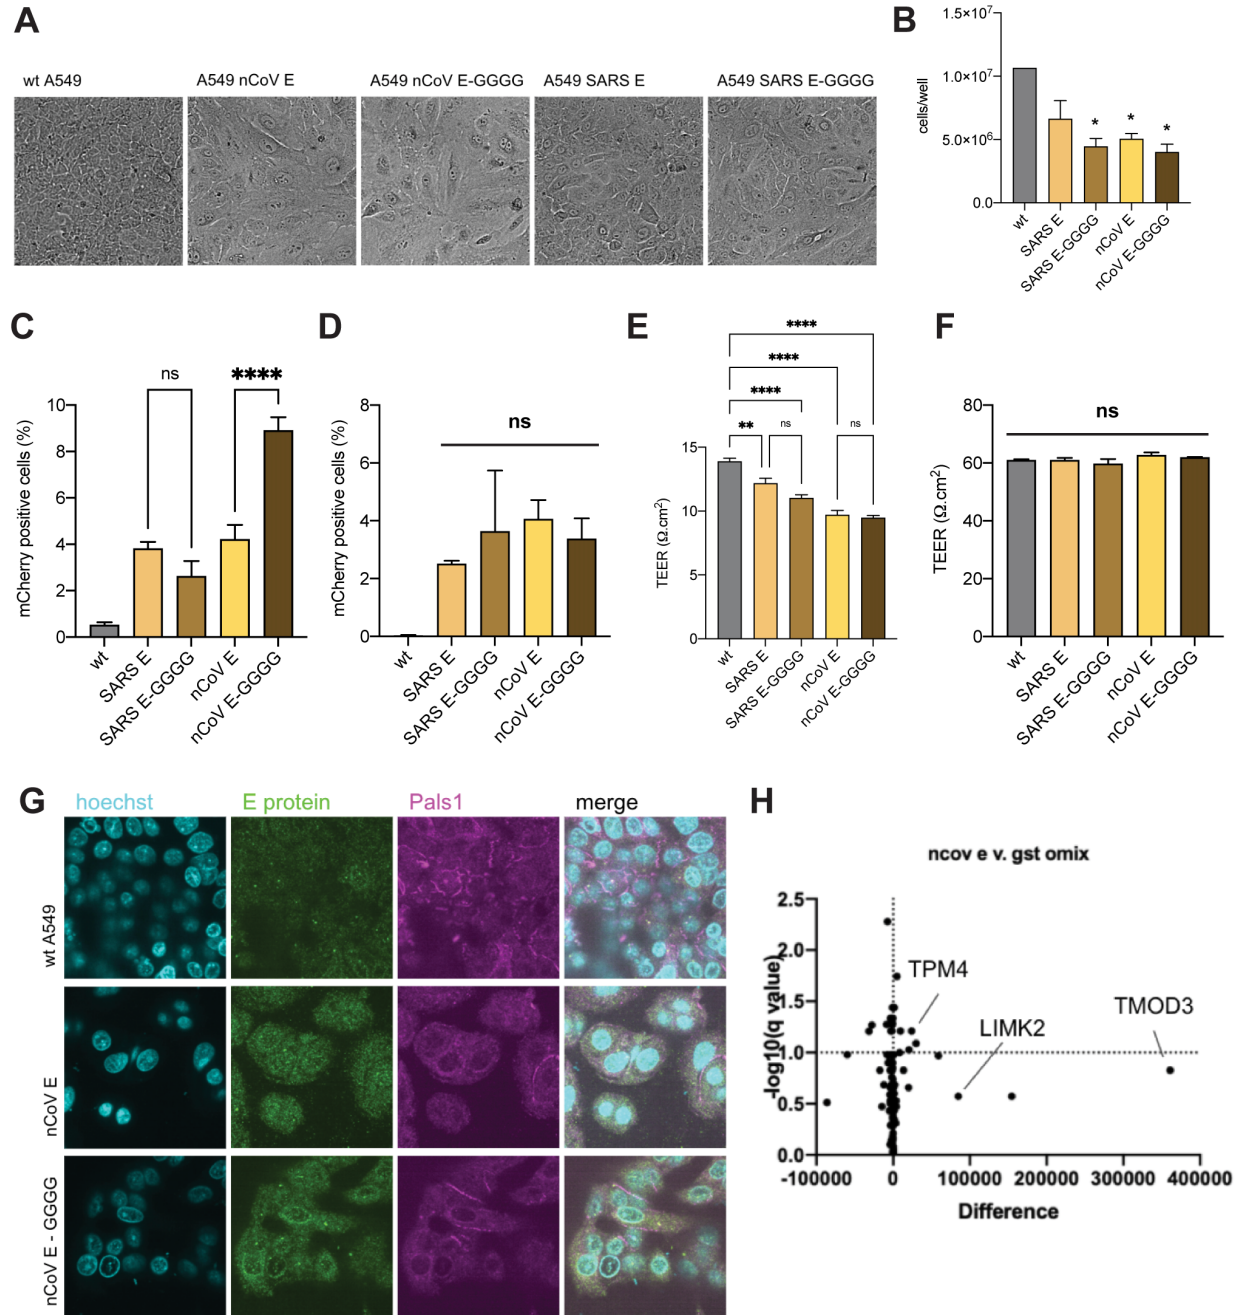 A
wt A549
A549 nCoV E
A549 nCoV E-GGGG
A549 SARS E
A549 SARS E-GGGG
B
cells/well
1.5×10⁷
1.0×10⁷
5.0×10⁶
0.0
*
*
*
wt
SARS E
SARS E-GGGG
nCoV E
nCoV E-GGGG
C
mCherry positive cells (%)
10
8
6
4
2
0
ns
****
wt
SARS E
SARS E-GGGG
nCoV E
nCoV E-GGGG
D
mCherry positive cells (%)
8
6
4
2
0
ns
wt
SARS E
SARS E-GGGG
nCoV E
nCoV E-GGGG
E
TEER (Ω.cm²)
15
10
5
0
****
****
****
**
ns
ns
wt
SARS E
SARS E-GGGG
nCoV E
nCoV E-GGGG
F
TEER (Ω.cm²)
80
60
40
20
0
ns
wt
SARS E
SARS E-GGGG
nCoV E
nCoV E-GGGG
G
hoechst
E protein
Pals1
merge
wt A549
nCoV E
nCoV E - GGGG
H
ncov e v. gst omix
-log10(q value)
2.5
2.0
1.5
1.0
0.5
0.0
TPM4
LIMK2
TMOD3
-100000
0
100000
200000
300000
400000
Difference